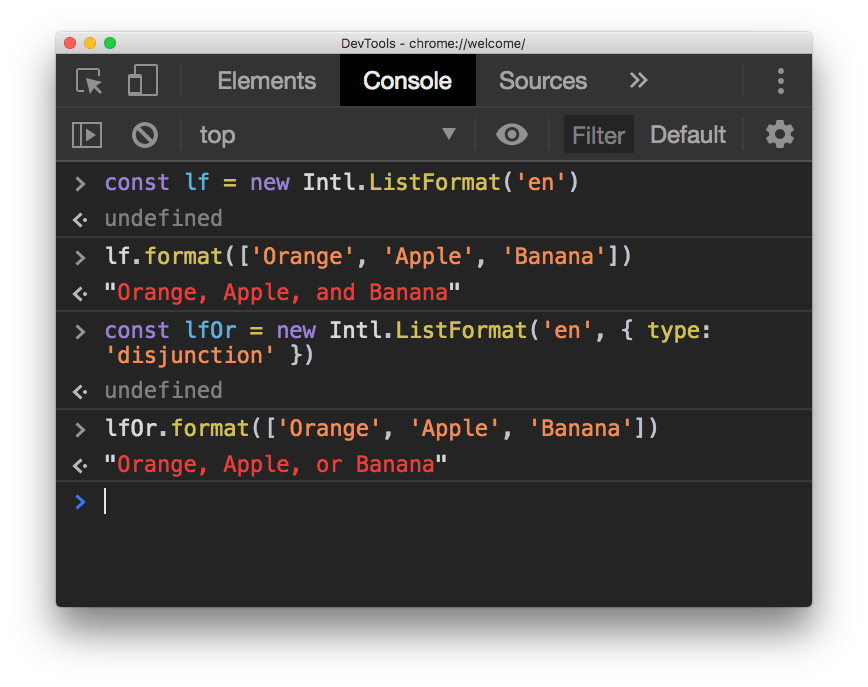 DevTools - chrome://welcome/
Elements Console Sources »
top ▼ Filter Default
> const lf = new Intl.ListFormat('en')
<· undefined
> lf.format(['Orange', 'Apple', 'Banana'])
<· "Orange, Apple, and Banana"
> const lfOr = new Intl.ListFormat('en', { type:
'disjunction' })
<· undefined
> lfOr.format(['Orange', 'Apple', 'Banana'])
<· "Orange, Apple, or Banana"
>